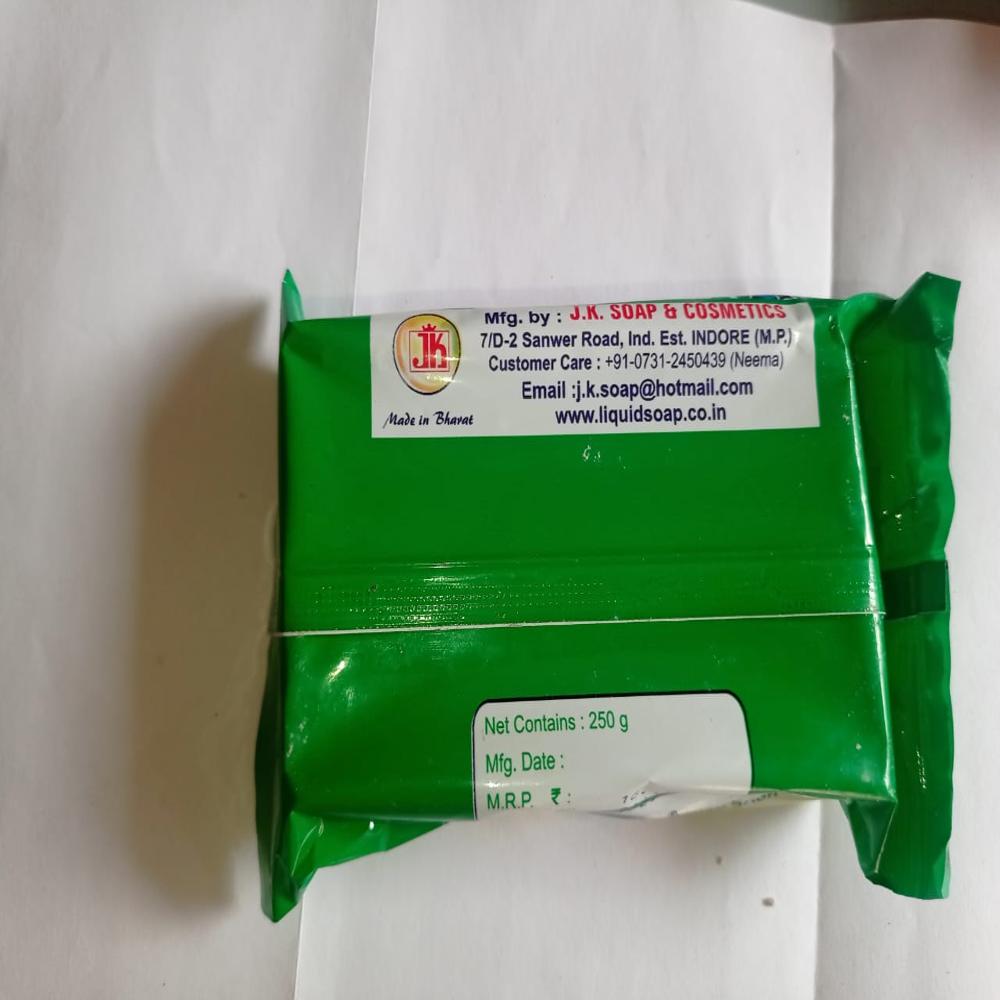 JK
Made in Bharat
Mfg. by : J.K. SOAP & COSMETICS
7/D-2 Sanwer Road, Ind. Est. INDORE (M.P.)
Customer Care : +91-0731-2450439 (Neema)
Email :j.k.soap@hotmail.com
www.liquidsoap.co.in
Net Contains : 250 g
Mfg. Date :
M.R.P. ₹ :